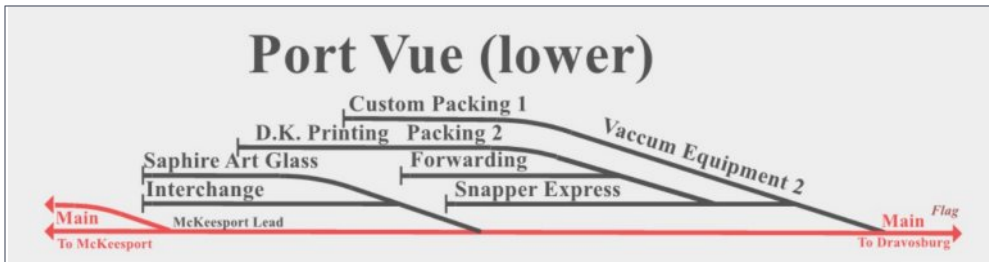 Port Vue (lower)
Custom Packing 1
D.K. Printing Packing 2
Vaccum Equipment 2
Saphire Art Glass
Forwarding
Interchange
Snapper Express
Main
McKeesport Lead
Main
Flag
To McKeesport
To Dravosburg